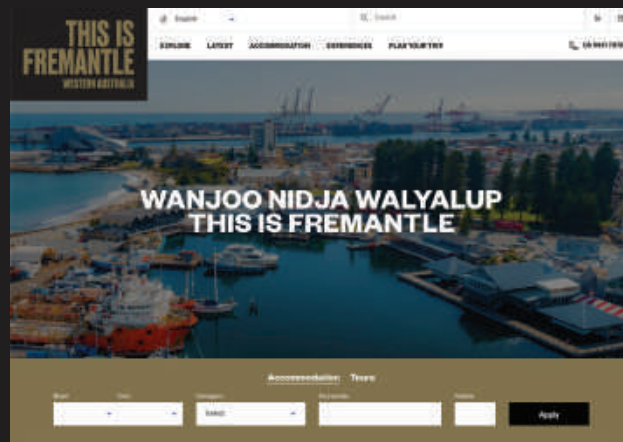 THIS IS
FREMANTLE
WESTERN AUSTRALIA
English
Search
EXPLORE LATEST ACCOMMODATION EXPERIENCES PLAN YOUR TRIP
WANJOO NIDJA WALYALUP
THIS IS FREMANTLE
Accommodation Tours
Select
Apply